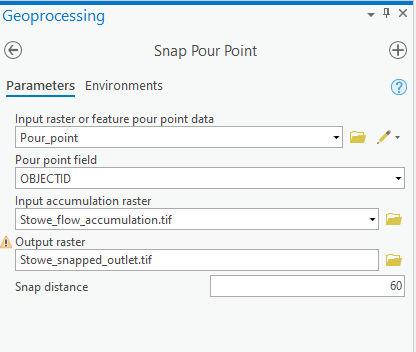 Geoprocessing
Snap Pour Point
Parameters Environments
Input raster or feature pour point data
Pour_point
Pour point field
OBJECTID
Input accumulation raster
Stowe_flow_accumulation.tif
Output raster
Stowe_snapped_outlet.tif
Snap distance 60